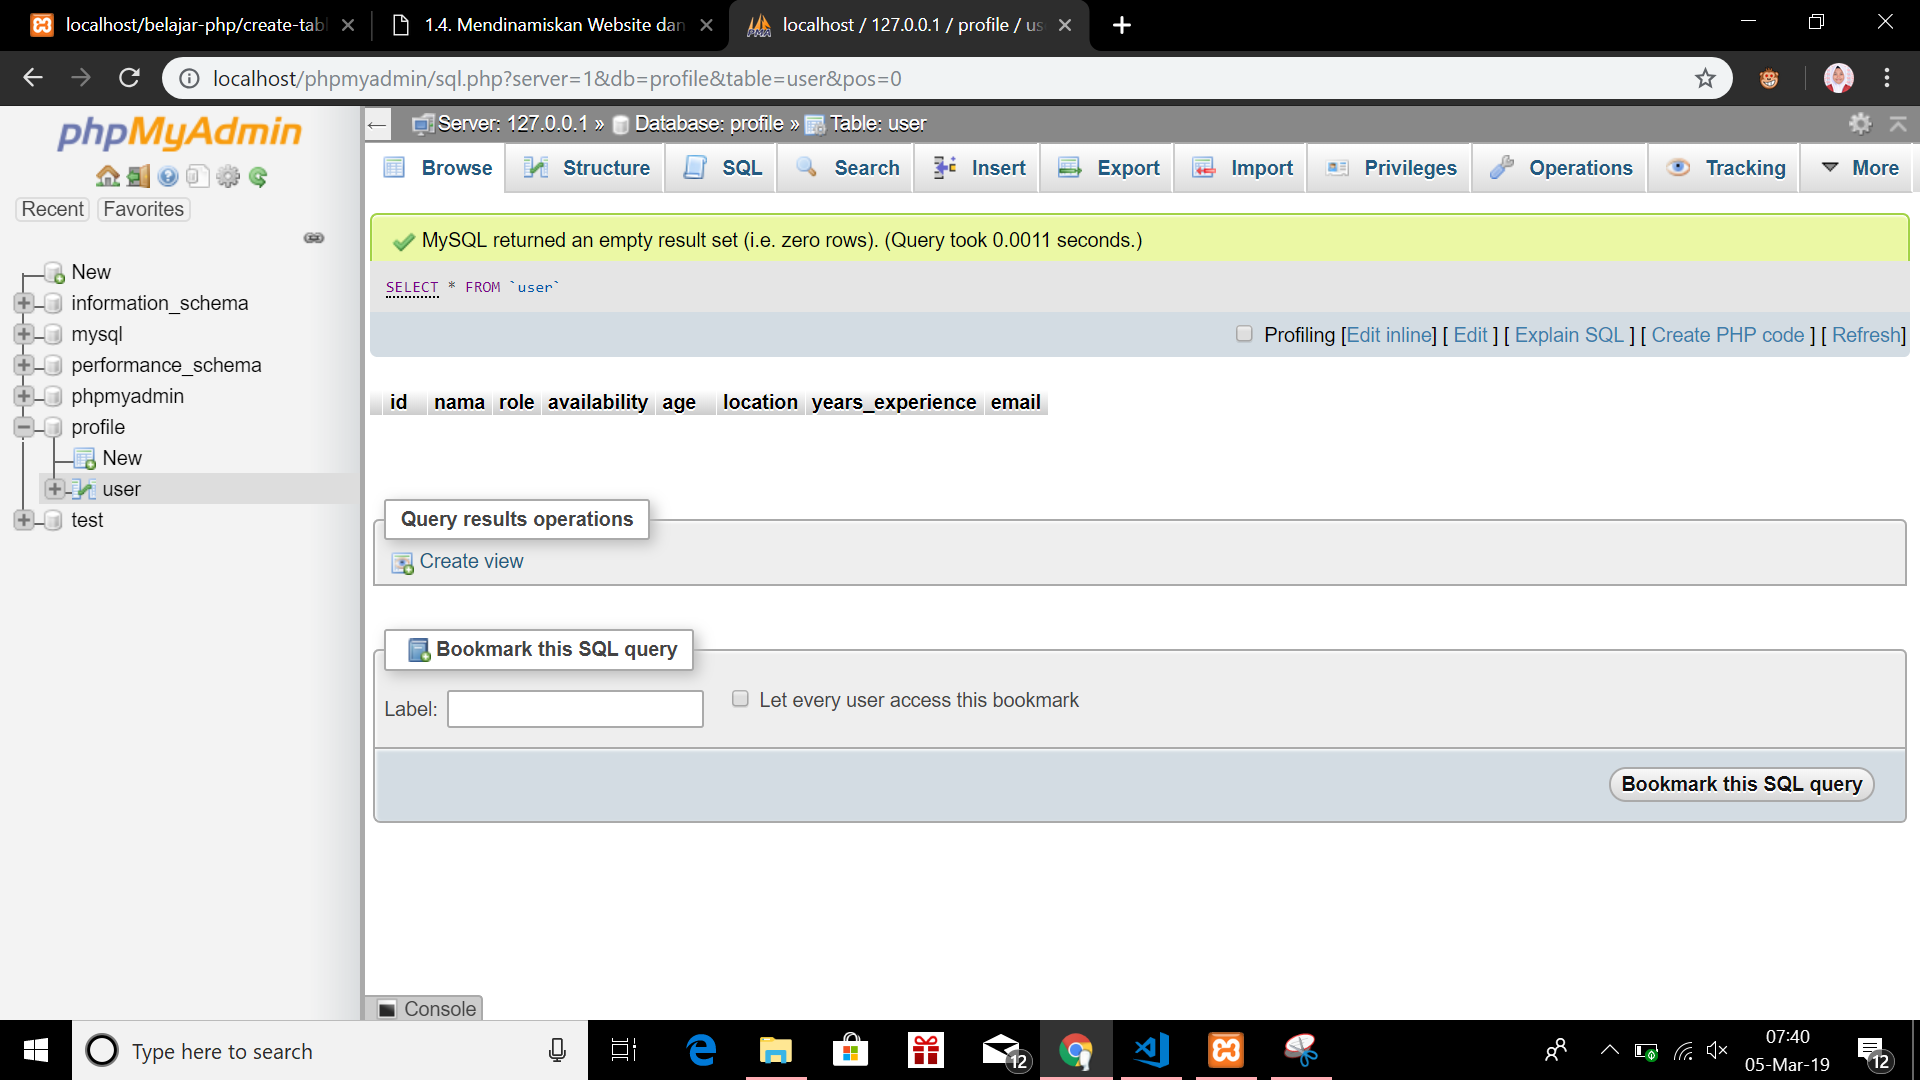 localhost/belajar-php/create-tabl
1.4. Mendinamiskan Website dan
localhost / 127.0.0.1 / profile / us
localhost/phpmyadmin/sql.php?server=1&db=profile&table=user&pos=0
phpMyAdmin
Recent Favorites
New
information_schema
mysql
performance_schema
phpmyadmin
profile
New
user
test
Server: 127.0.0.1 » Database: profile » Table: user
Browse Structure SQL Search Insert Export Import Privileges Operations Tracking More
MySQL returned an empty result set (i.e. zero rows). (Query took 0.0011 seconds.)
SELECT * FROM `user`
Profiling [Edit inline] [ Edit ] [ Explain SQL ] [ Create PHP code ] [ Refresh]
id nama role availability age location years_experience email
Query results operations
Create view
Bookmark this SQL query
Label: Let every user access this bookmark
Bookmark this SQL query
Console
Type here to search
12
07:40
05-Mar-19
12